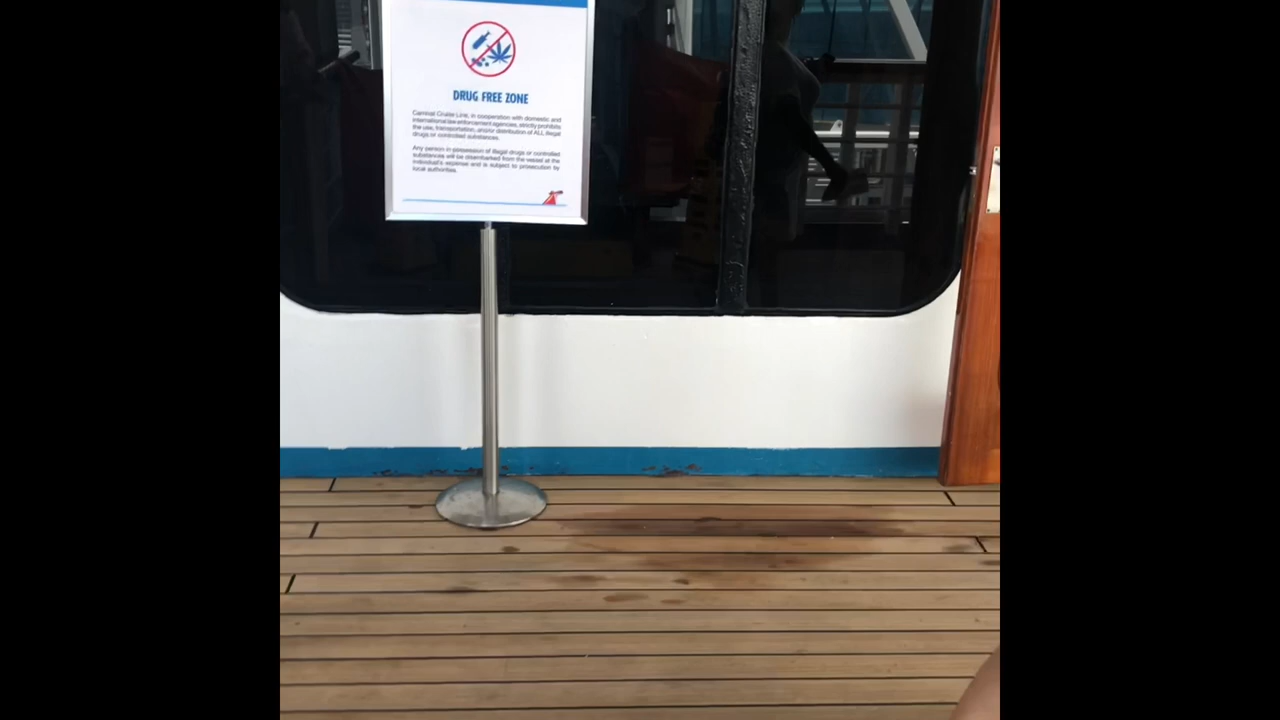 DRUG FREE ZONE
Carnival Cruise Line, in cooperation with domestic and
international law enforcement agencies, strictly prohibits
the use, transportation, and/or distribution of ALL illegal
drugs or controlled substances.
Any person in possession of illegal drugs or controlled
substances will be disembarked from the vessel at the
individual's expense and is subject to prosecution by
local authorities.